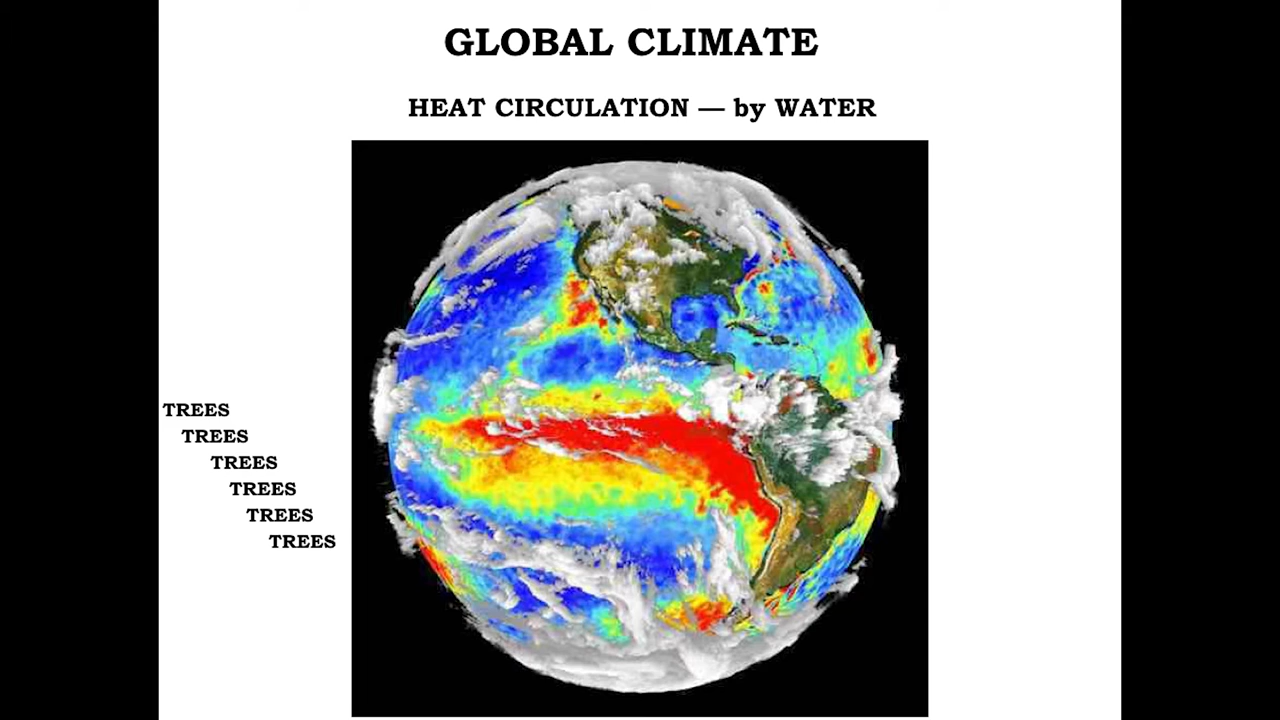 GLOBAL CLIMATE
HEAT CIRCULATION — by WATER
TREES
TREES
TREES
TREES
TREES
TREES